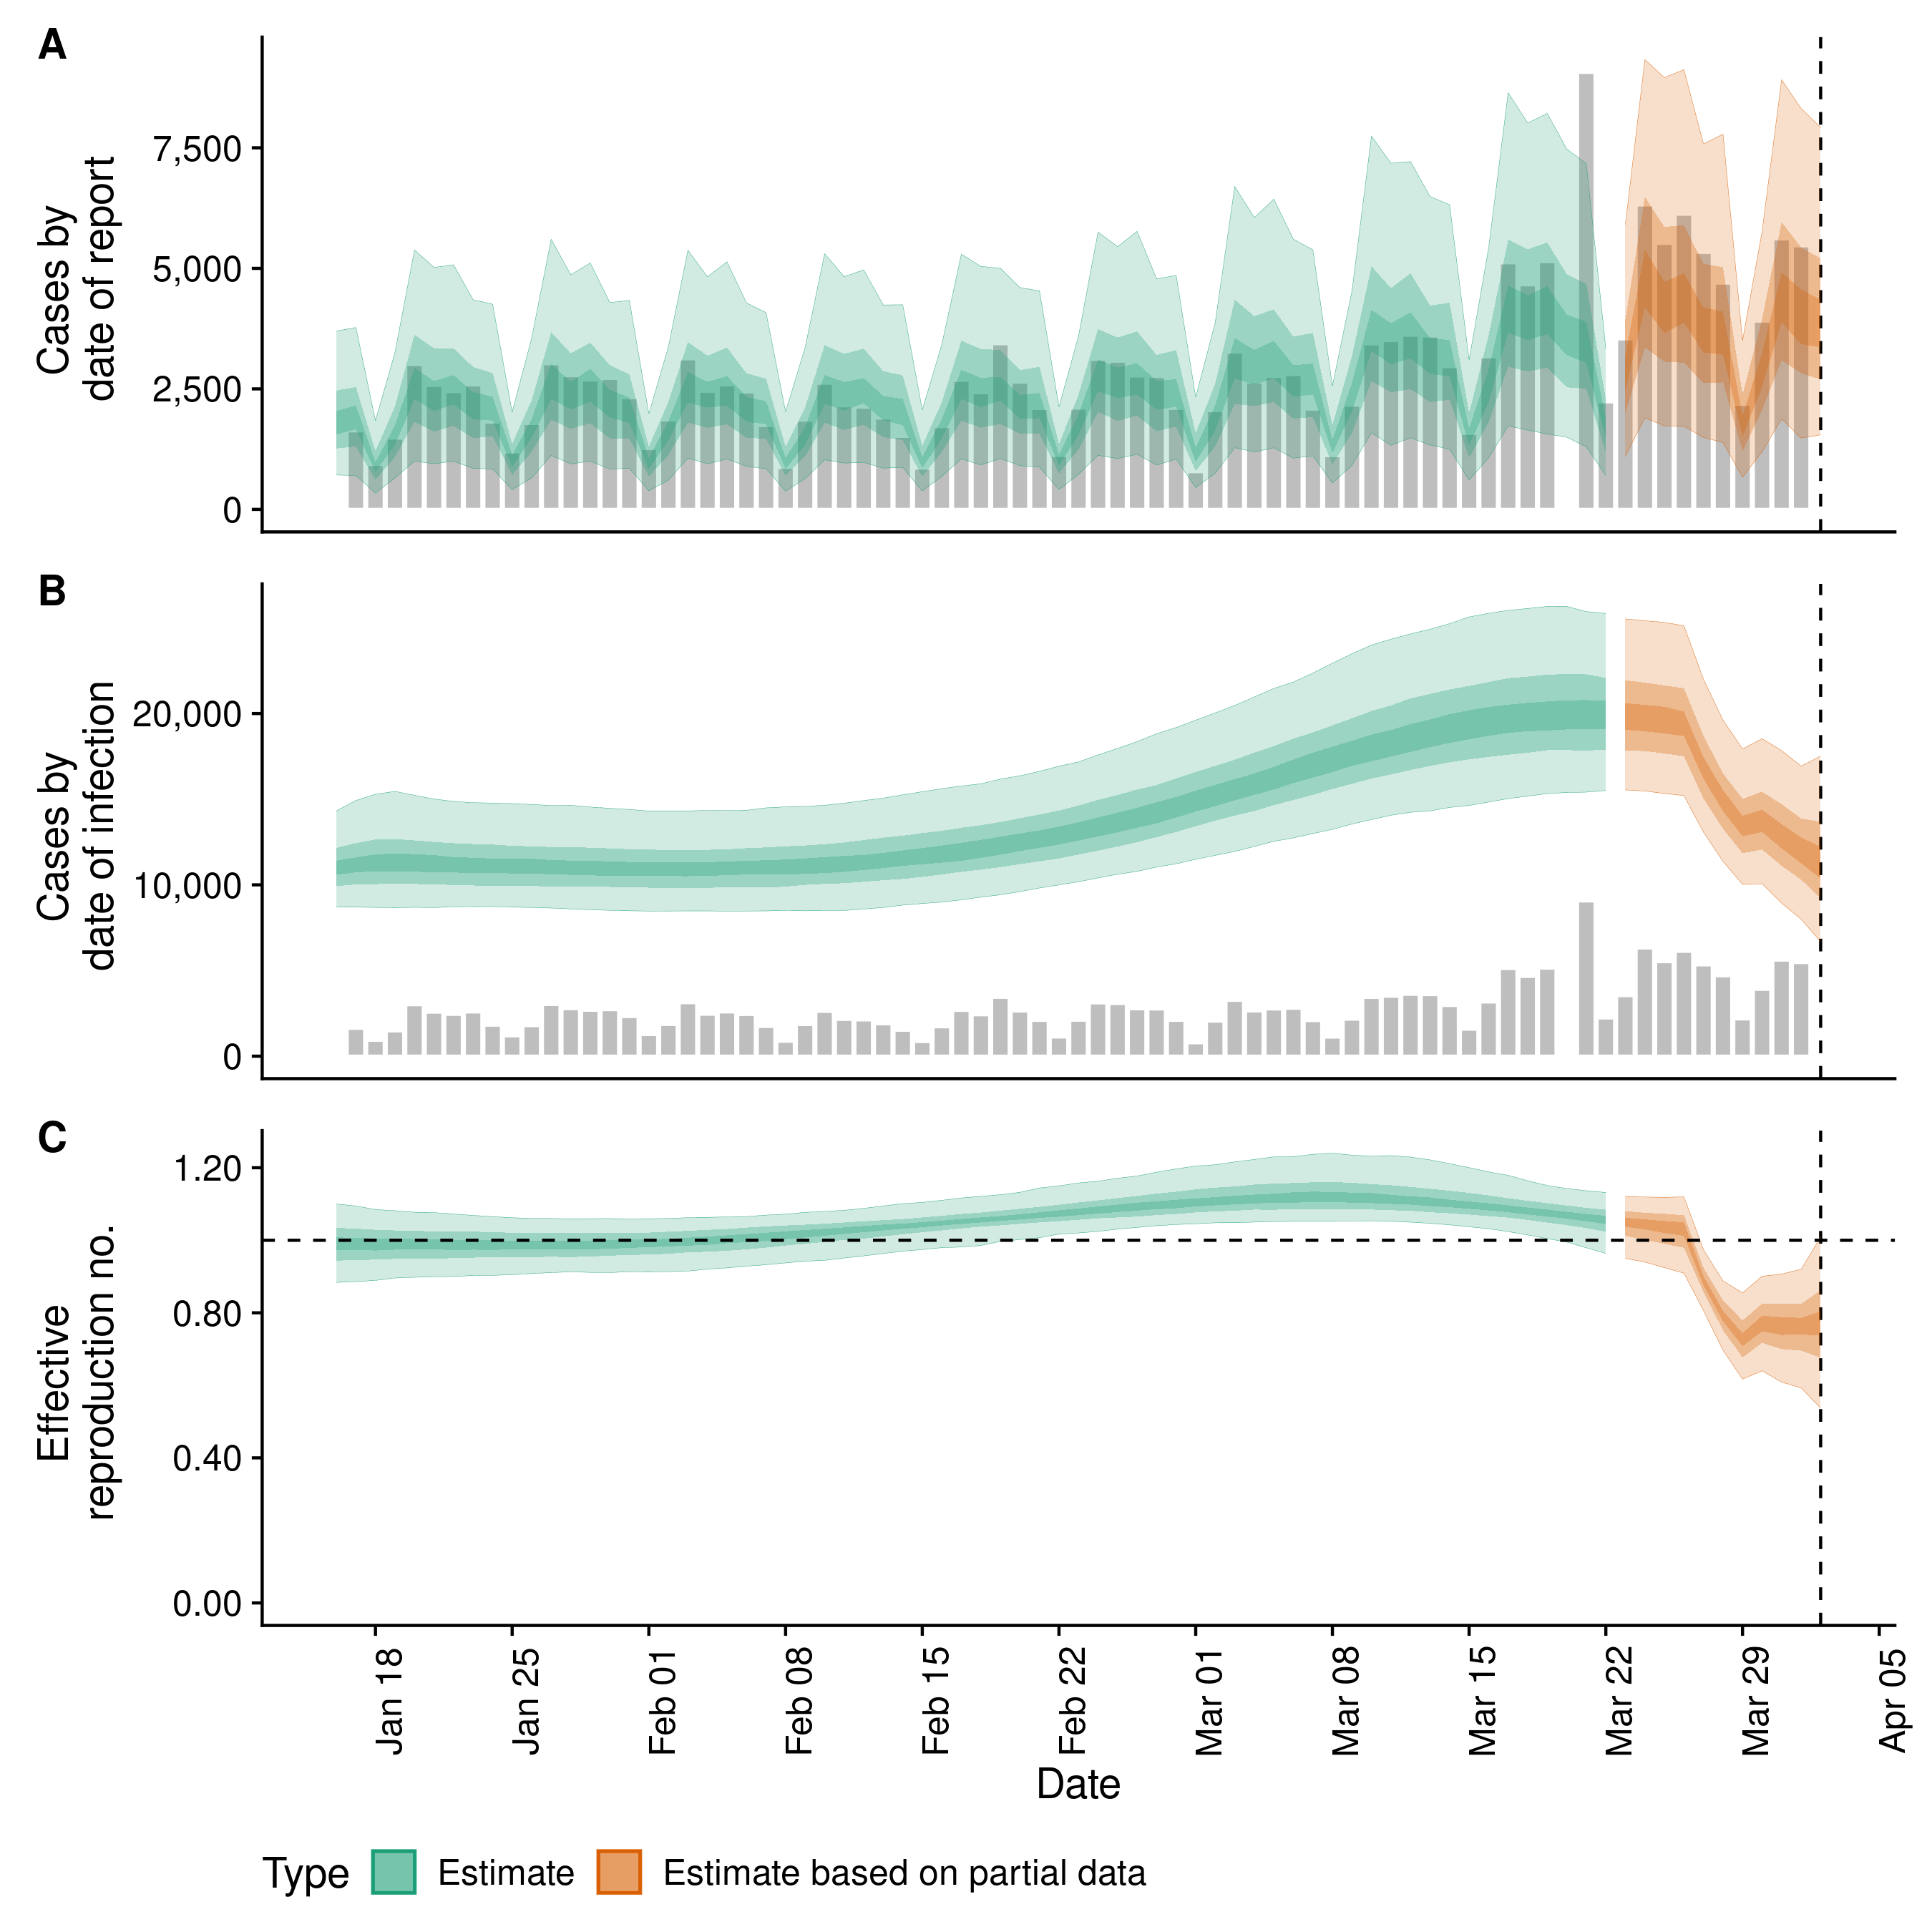 A
Cases by
date of report
7,500
5,000
2,500
0
B
Cases by
date of infection
20,000
10,000
0
C
Effective
reproduction no.
1.20
0.80
0.40
0.00
Jan 18
Jan 25
Feb 01
Feb 08
Feb 15
Feb 22
Mar 01
Mar 08
Mar 15
Mar 22
Mar 29
Apr 05
Date
Type Estimate Estimate based on partial data